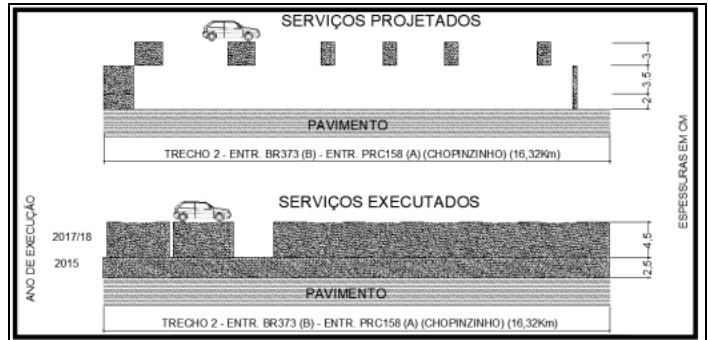 SERVIÇOS PROJETADOS
3
3,5
2
PAVIMENTO
TRECHO 2 - ENTR. BR373 (B) - ENTR. PRC158 (A) (CHOPINZINHO) (16,32Km)
ESPESSURAS EM CM
SERVIÇOS EXECUTADOS
ANO DE EXECUÇÃO
2017/18
4,5
2015
2,5
PAVIMENTO
TRECHO 2 - ENTR. BR373 (B) - ENTR. PRC158 (A) (CHOPINZINHO) (16,32Km)